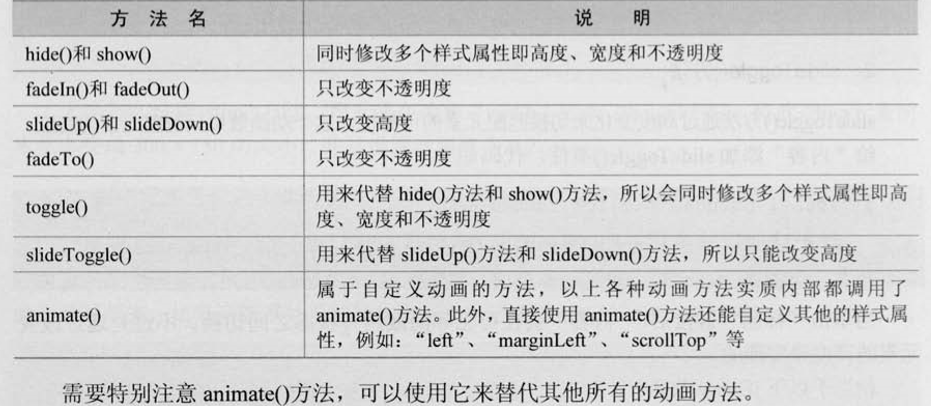 方 法 名 说 明
hide()和 show() 同时修改多个样式属性即高度、宽度和不透明度
fadeIn()和 fadeOut() 只改变不透明度
slideUp()和 slideDown() 只改变高度
fadeTo() 只改变不透明度
toggle() 用来代替 hide()方法和 show()方法，所以会同时修改多个样式属性即高
度、宽度和不透明度
slideToggle() 用来代替 slideUp()方法和 slideDown()方法，所以只能改变高度
animate() 属于自定义动画的方法，以上各种动画方法实质内部都调用了
animate()方法。此外，直接使用 animate()方法还能自定义其他的样式属
性，例如：“left”、“marginLeft”、“scrollTop”等
需要特别注意 animate()方法，可以使用它来替代其他所有的动画方法。